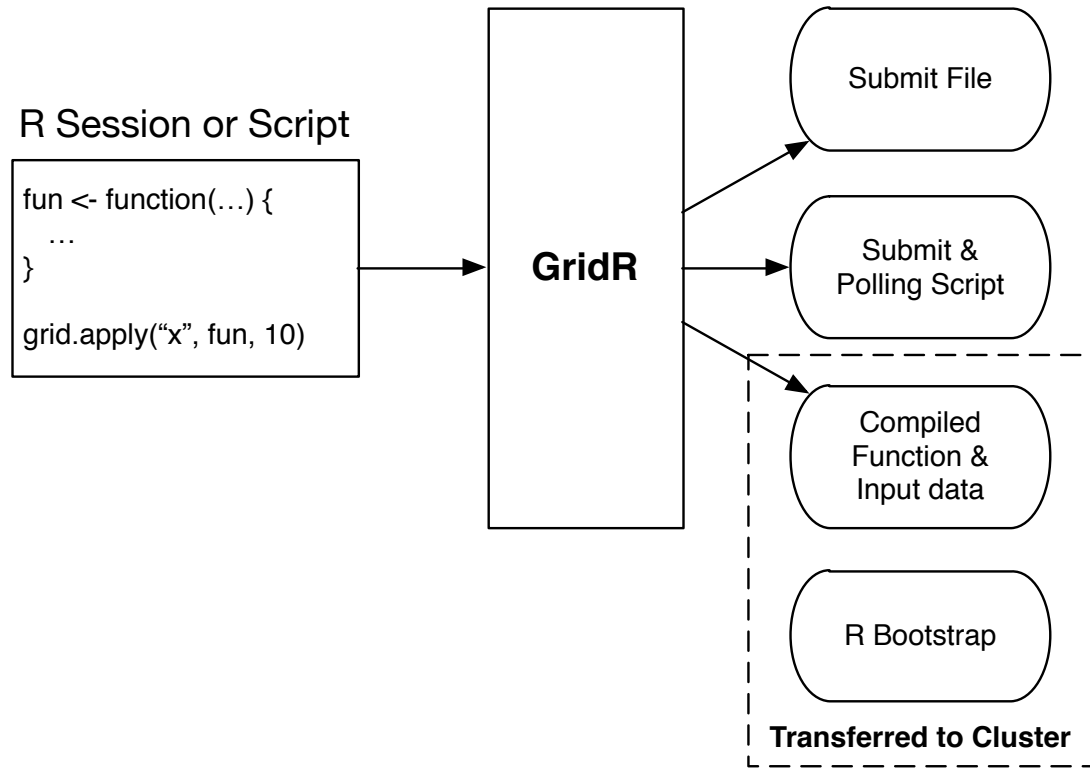 R Session or Script
fun <- function(…) {
…
}
grid.apply(“x”, fun, 10)
GridR
Submit File
Submit &
Polling Script
Compiled
Function &
Input data
R Bootstrap
Transferred to Cluster